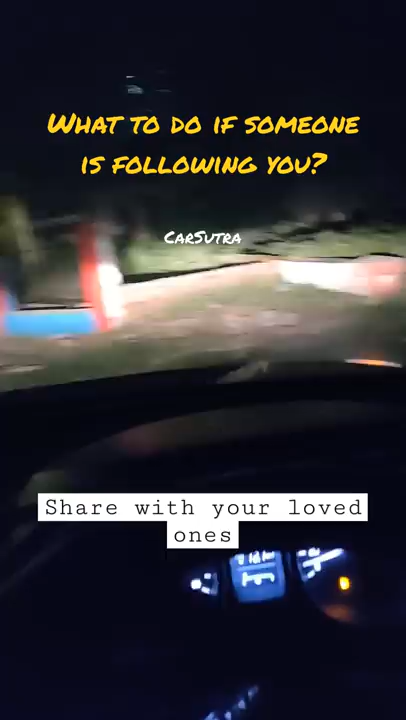 What to do if someone
is following you?
CarSutra
Share with your loved
ones